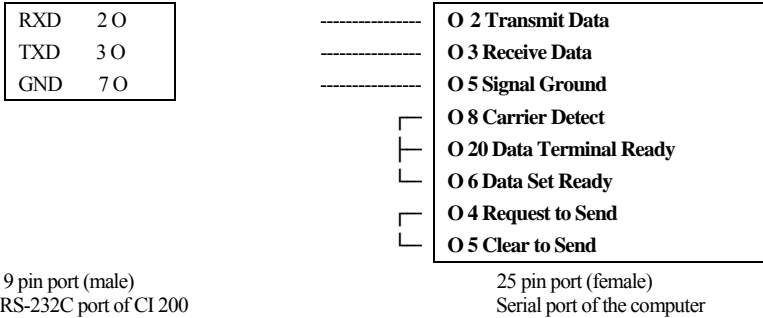 RXD 2 O ---------------- O 2 Transmit Data
TXD 3 O ---------------- O 3 Receive Data
GND 7 O ---------------- O 5 Signal Ground
O 8 Carrier Detect
O 20 Data Terminal Ready
O 6 Data Set Ready
O 4 Request to Send
O 5 Clear to Send
9 pin port (male) 25 pin port (female)
RS-232C port of CI 200 Serial port of the computer